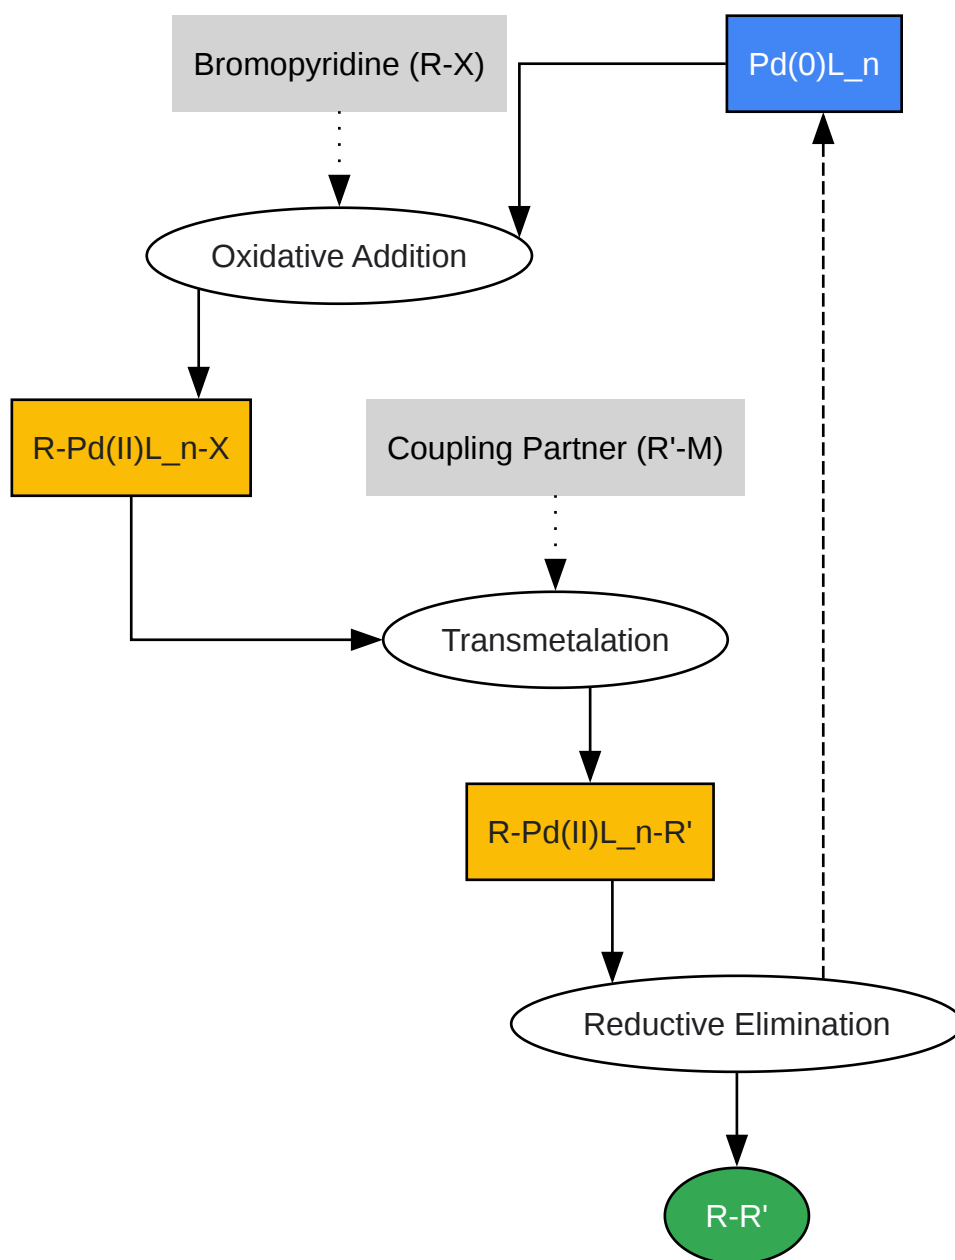 Bromopyridine (R-X)
Pd(0)L_n
Oxidative Addition
R-Pd(II)L_n-X
Coupling Partner (R'-M)
Transmetalation
R-Pd(II)L_n-R'
Reductive Elimination
R-R'